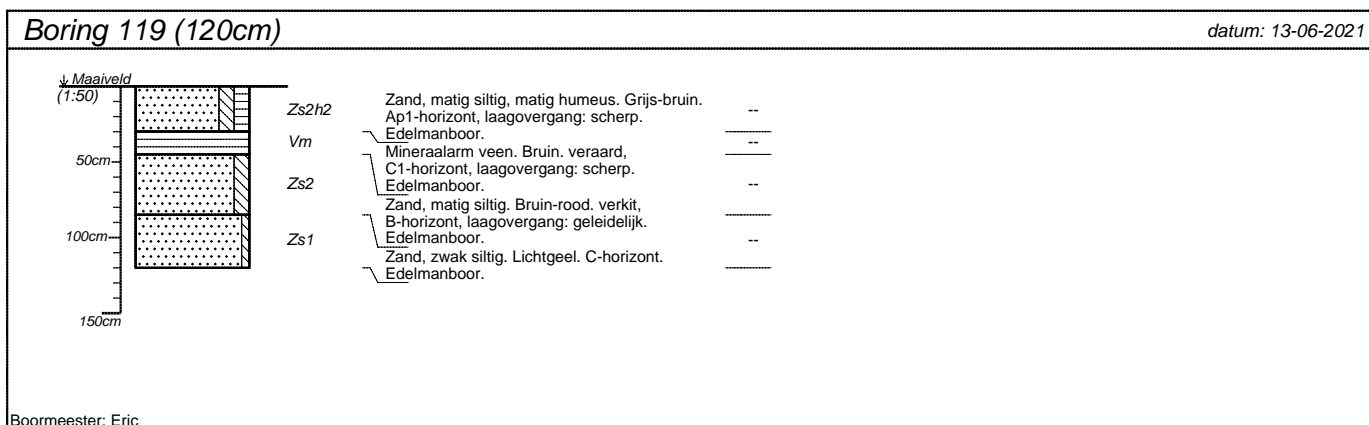 Boring 119 (120cm)
datum: 13-06-2021
Maaiveld
(1:50)
50cm
100cm
150cm
Zs2h2
Zand, matig siltig, matig humeus. Grijs-bruin.
Ap1-horizont, laagovergang: scherp.
Edelmanboor.
--
Vm
Mineraalarm veen. Bruin. veraard,
C1-horizont, laagovergang: scherp.
Edelmanboor.
--
Zs2
Zand, matig siltig. Bruin-rood. verkit,
B-horizont, laagovergang: geleidelijk.
Edelmanboor.
--
Zs1
Zand, zwak siltig. Lichtgeel. C-horizont.
Edelmanboor.
--
Boormeester: Eric